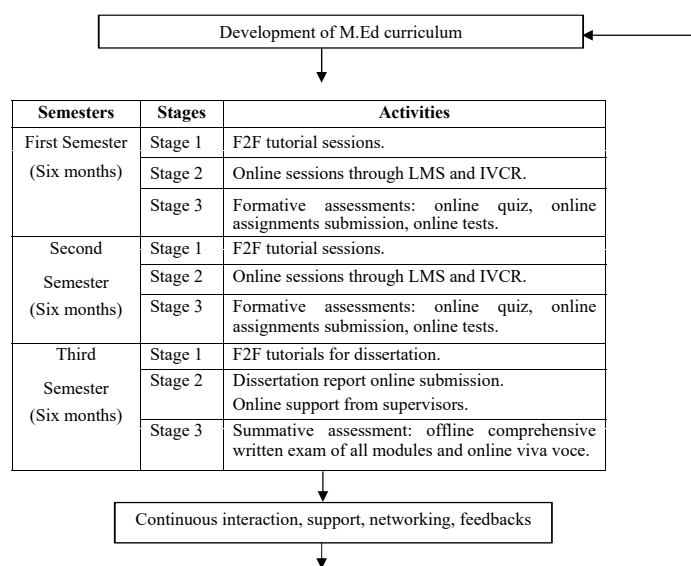 Development of M.Ed curriculum
Semesters Stages Activities
First Semester
(Six months)
Stage 1 F2F tutorial sessions.
Stage 2 Online sessions through LMS and IVCR.
Stage 3 Formative assessments: online quiz, online
assignments submission, online tests.
Second
Semester
(Six months)
Stage 1 F2F tutorial sessions.
Stage 2 Online sessions through LMS and IVCR.
Stage 3 Formative assessments: online quiz, online
assignments submission, online tests.
Third
Semester
(Six months)
Stage 1 F2F tutorials for dissertation.
Stage 2 Dissertation report online submission.
Online support from supervisors.
Stage 3 Summative assessment: offline comprehensive
written exam of all modules and online viva voce.
Continuous interaction, support, networking, feedbacks